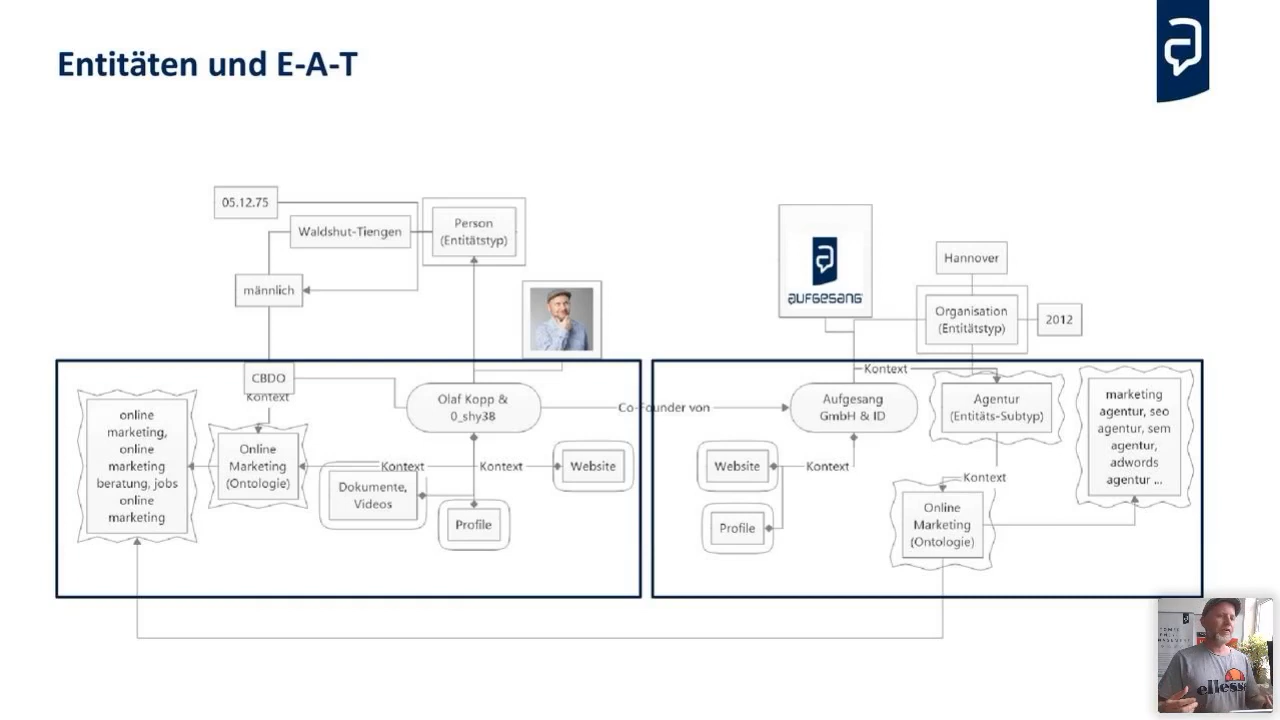 Entitäten und E-A-T
05.12.75
Waldshut-Tiengen
Person
(Entitätstyp)
männlich
CBDO
Kontext
online
marketing,
online
marketing
beratung, jobs
online
marketing
Online
Marketing
(Ontologie)
Kontext
Dokumente,
Videos
Olaf Kopp &
0_shy38
Kontext
Website
Profile
Co-Founder von
AUFGESANG
Hannover
Organisation
(Entitätstyp)
2012
Kontext
Aufgesang
GmbH & ID
Agentur
(Entitäts-Subtyp)
marketing
agentur, seo
agentur, sem
agentur,
adwords
agentur ...
Website
Kontext
Profile
Kontext
Online
Marketing
(Ontologie)
ellesse